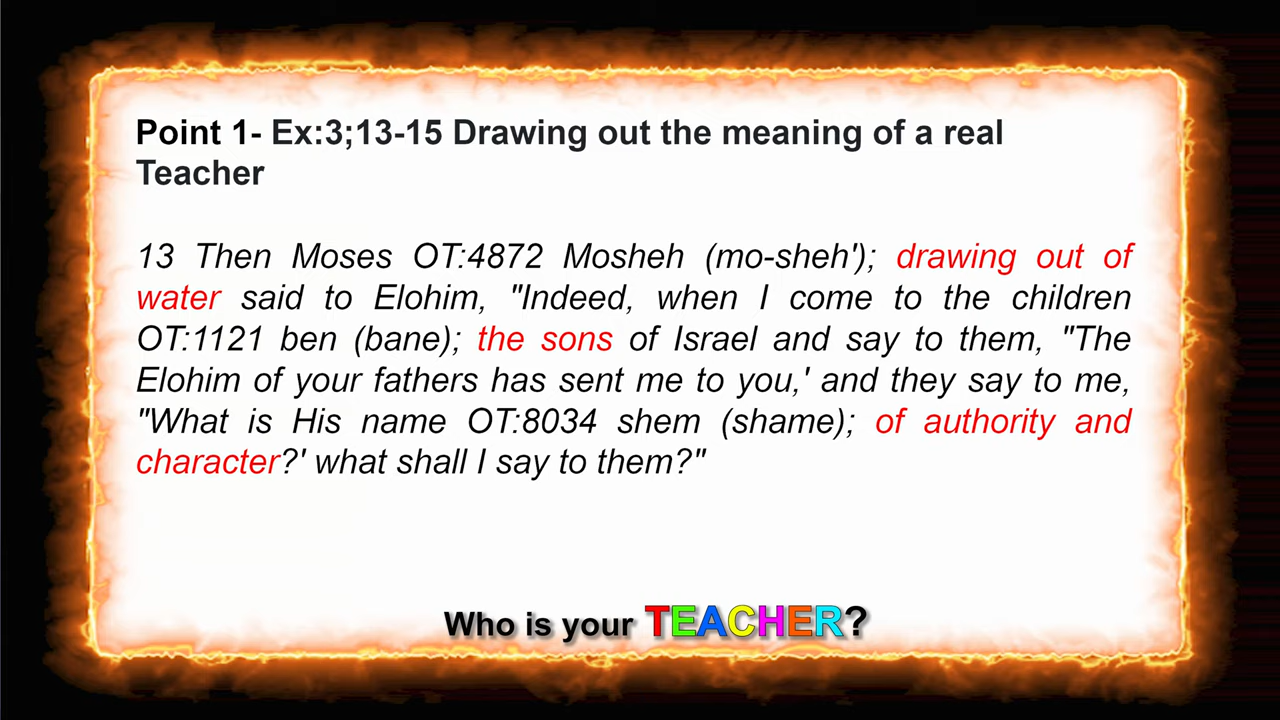 Point 1- Ex:3;13-15 Drawing out the meaning of a real
Teacher
13 Then Moses OT:4872 Mosheh (mo-sheh'); drawing out of
water said to Elohim, "Indeed, when I come to the children
OT:1121 ben (bane); the sons of Israel and say to them, "The
Elohim of your fathers has sent me to you,' and they say to me,
"What is His name OT:8034 shem (shame); of authority and
character?' what shall I say to them?"
Who is your TEACHER?